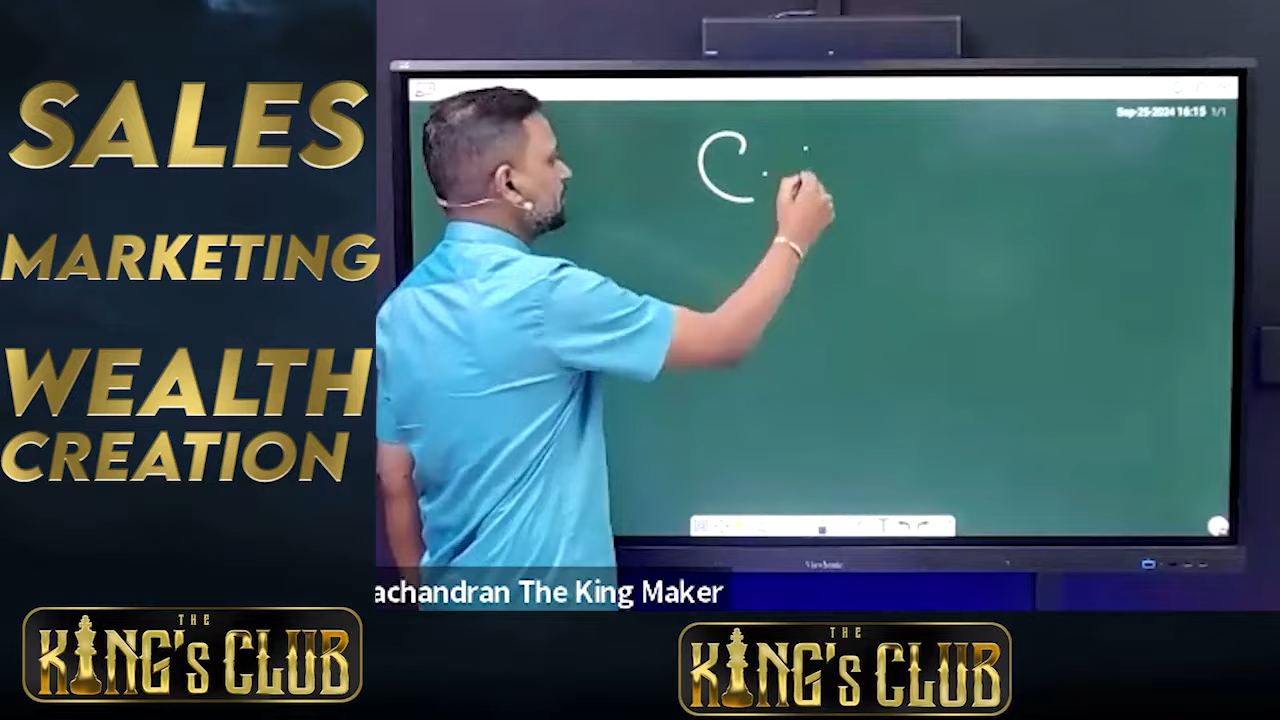 SALES
MARKETING
WEALTH
CREATION
THE
KING's CLUB
Sep-25-2024 16:15 1/1
C
ViewSonic
achandran The King Maker
THE
KING's CLUB